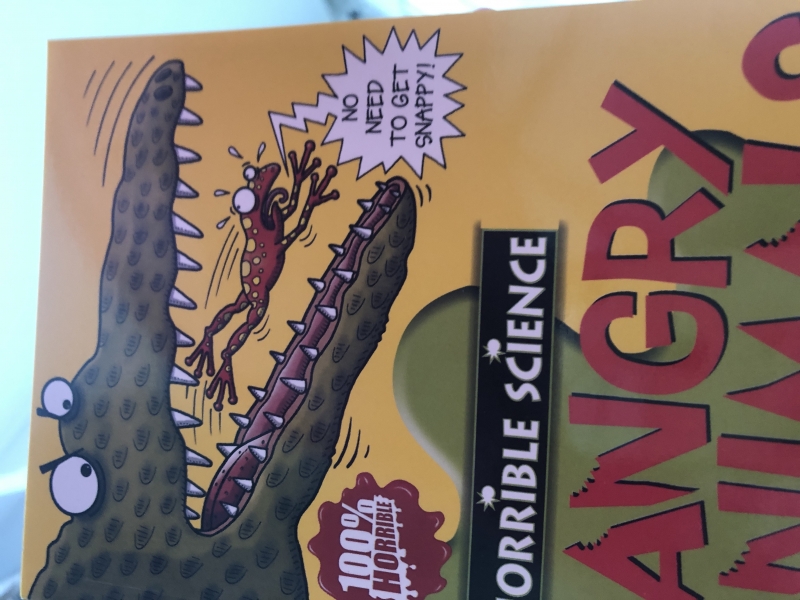 NO
NEED
TO GET
SNAPPY!
100%
HORRIBLE
HORRIBLE SCIENCE
ANGRY